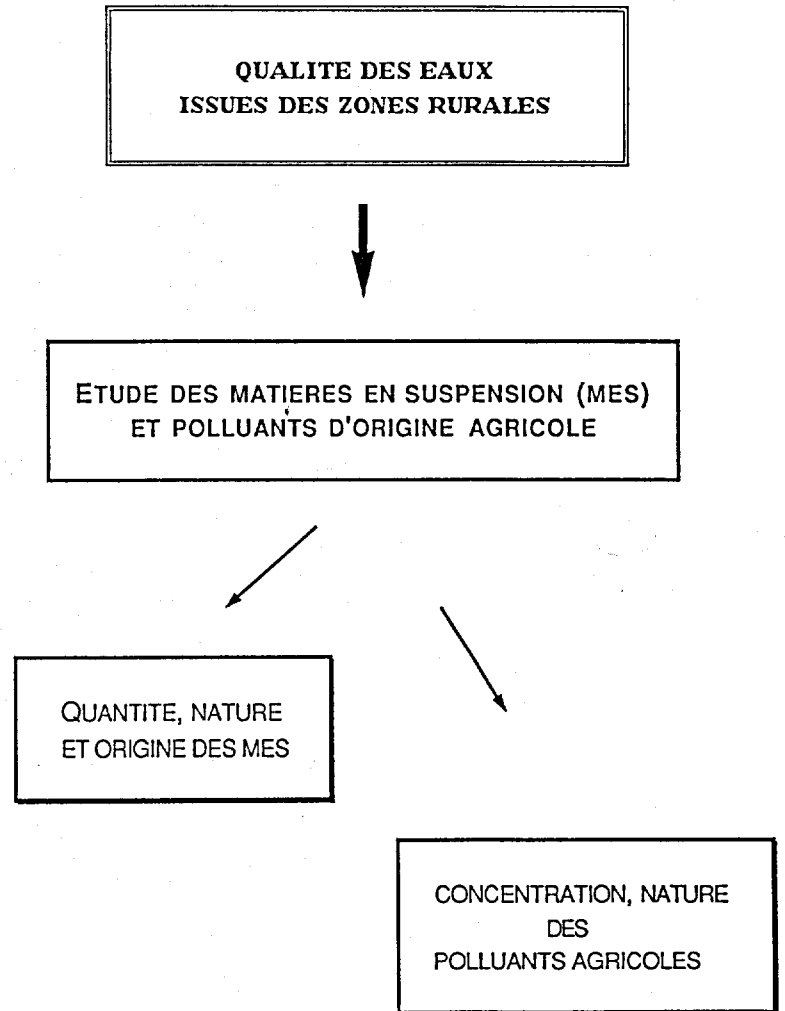 QUALITE DES EAUX
ISSUES DES ZONES RURALES
ETUDE DES MATIERES EN SUSPENSION (MES)
ET POLLUANTS D'ORIGINE AGRICOLE
QUANTITE, NATURE
ET ORIGINE DES MES
CONCENTRATION, NATURE
DES
POLLUANTS AGRICOLES